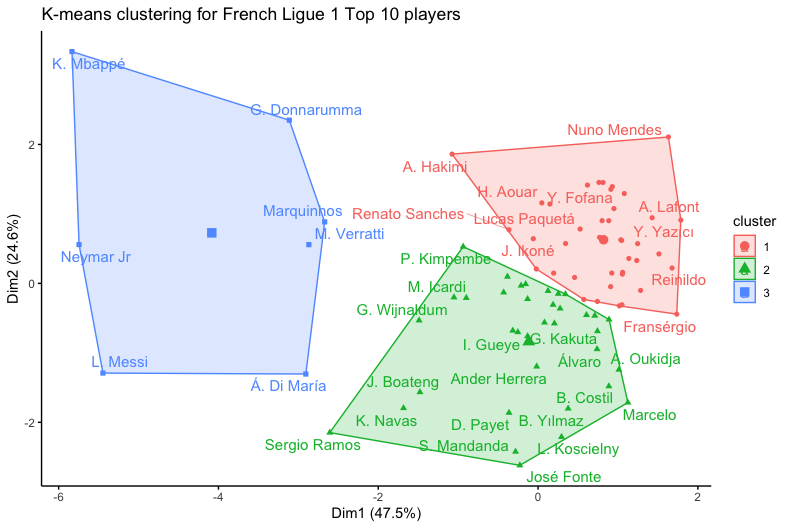 K-means clustering for French Ligue 1 Top 10 players
K. Mbappé
G. Donnarumma
Nuno Mendes
2
A. Hakimi
H. Aouar
Y. Fofana
A. Lafont
Marquinhos
Renato Sanches
Lucas Paquetá
cluster
M. Verratti
Y. Yazıcı
1
Neymar Jr
P. Kimpembe
J. Ikoné
2
Dim2 (24.6%)
0
M. Icardi
Reinildo
3
G. Wijnaldum
Fransérgio
I. Gueye
G. Kakuta
L. Messi
Álvaro
A. Oukidja
Á. Di María
J. Boateng
Ander Herrera
B. Costil
-2
K. Navas
D. Payet
B. Yılmaz
Marcelo
Sergio Ramos
S. Mandanda
L. Koscielny
José Fonte
-6
-4
-2
0
2
Dim1 (47.5%)